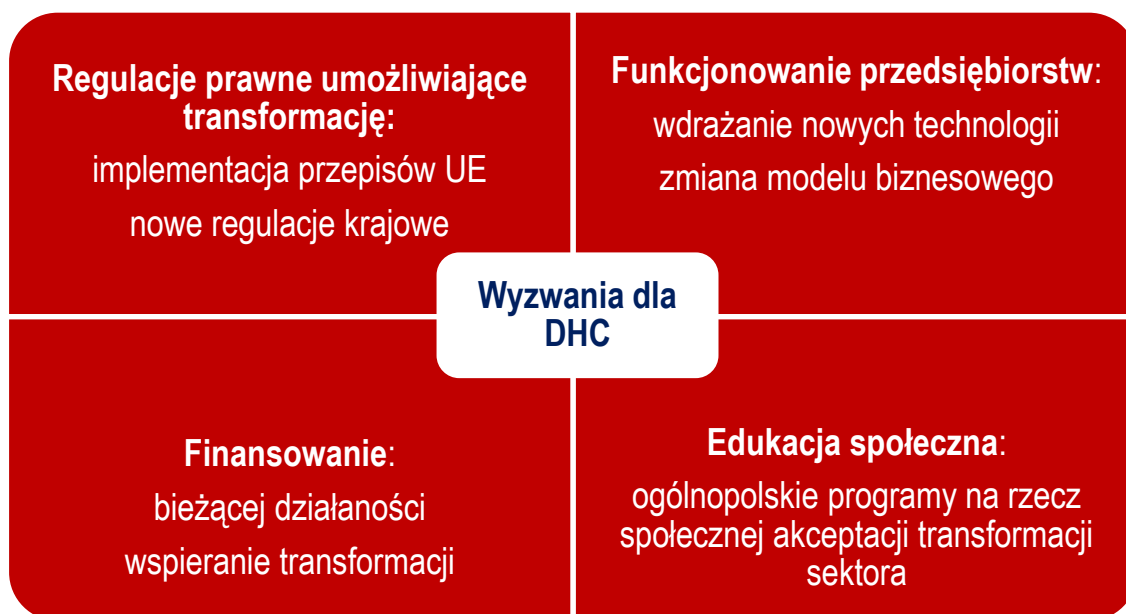 Regulacje prawne umożliwiające
transformację:
implementacja przepisów UE
nowe regulacje krajowe
Funkcjonowanie przedsiębiorstw:
wdrażanie nowych technologii
zmiana modelu biznesowego
Wyzwania dla
DHC
Finansowanie:
bieżącej działaności
wspieranie transformacji
Edukacja społeczna:
ogólnopolskie programy na rzecz
społecznej akceptacji transformacji
sektora